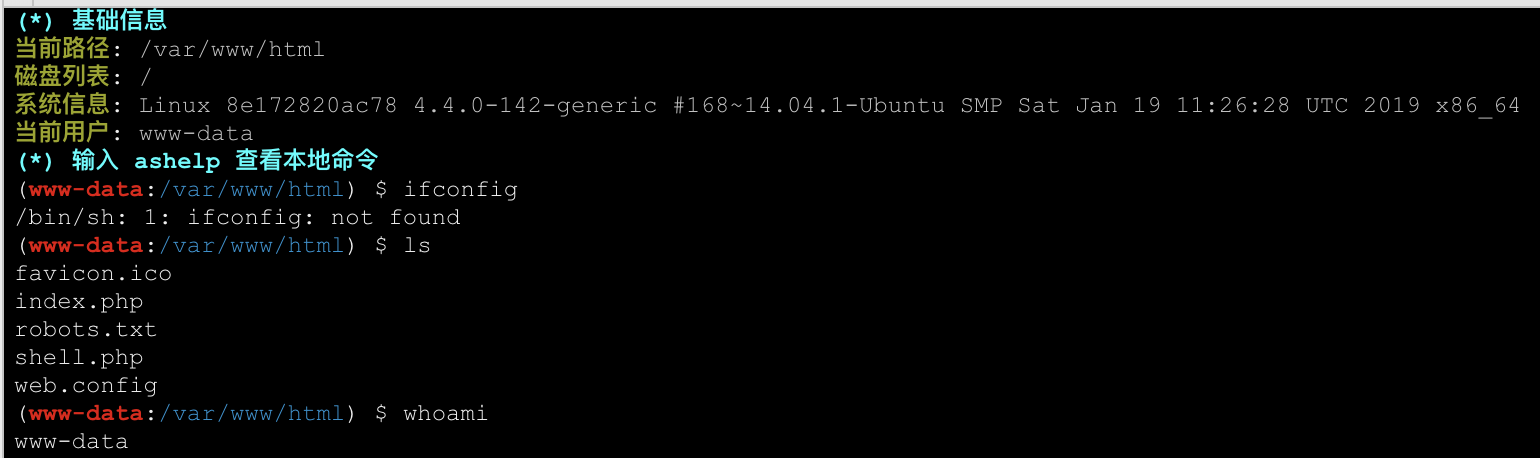 (*) 基础信息
当前路径: /var/www/html
磁盘列表: /
系统信息: Linux 8e172820ac78 4.4.0-142-generic #168~14.04.1-Ubuntu SMP Sat Jan 19 11:26:28 UTC 2019 x86_64
当前用户: www-data
(*) 输入 ashelp 查看本地命令
(www-data:/var/www/html) $ ifconfig
/bin/sh: 1: ifconfig: not found
(www-data:/var/www/html) $ ls
favicon.ico
index.php
robots.txt
shell.php
web.config
(www-data:/var/www/html) $ whoami
www-data